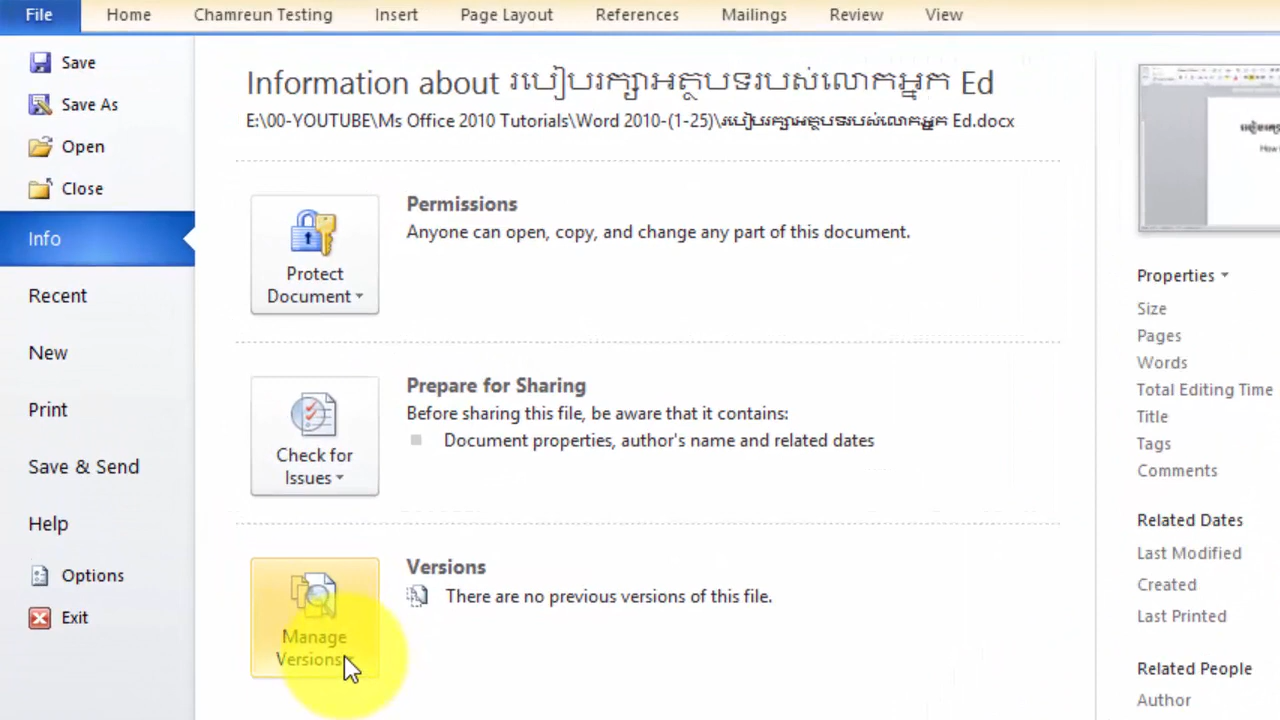 File Home Chamreun Testing Insert Page Layout References Mailings Review View
Save
Save As
Open
Close
Info
Recent
New
Print
Save & Send
Help
Options
Exit
Information about របៀបរក្សាអត្ថបទរបស់លោកអ្នក Ed
E:\00-YOUTUBE\Ms Office 2010 Tutorials\Word 2010-(1-25)\របៀបរក្សាអត្ថបទរបស់លោកអ្នក Ed.docx
Protect
Document
Permissions
Anyone can open, copy, and change any part of this document.
Check for
Issues
Prepare for Sharing
Before sharing this file, be aware that it contains:
Document properties, author's name and related dates
Manage
Versions
Versions
There are no previous versions of this file.
Properties
Size
Pages
Words
Total Editing Time
Title
Tags
Comments
Related Dates
Last Modified
Created
Last Printed
Related People
Author